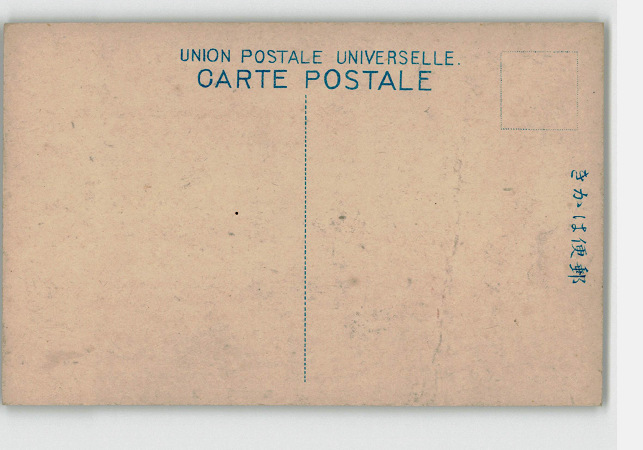 UNION POSTALE UNIVERSELLE.
CARTE POSTALE
きかは便郵